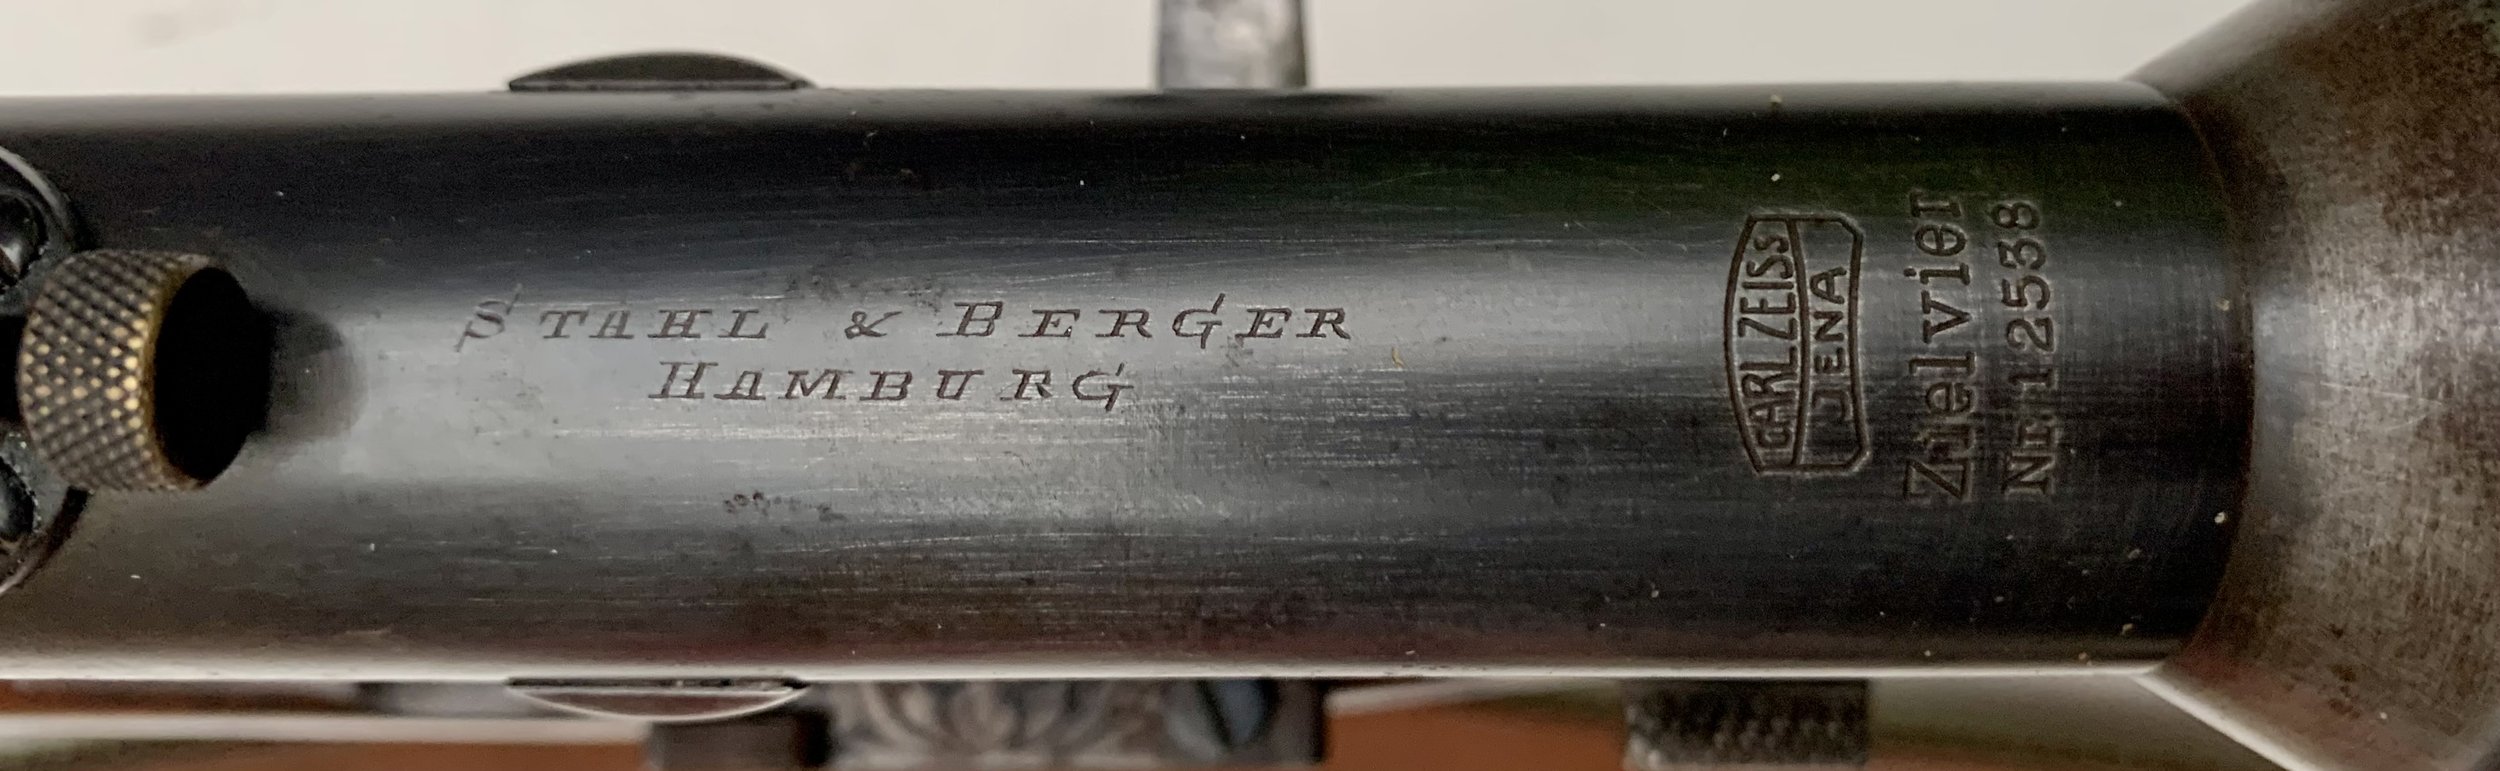 STAHL & BERGER
HAMBURG
CARL ZEISS
JENA
Zielvier
Nr. 12538